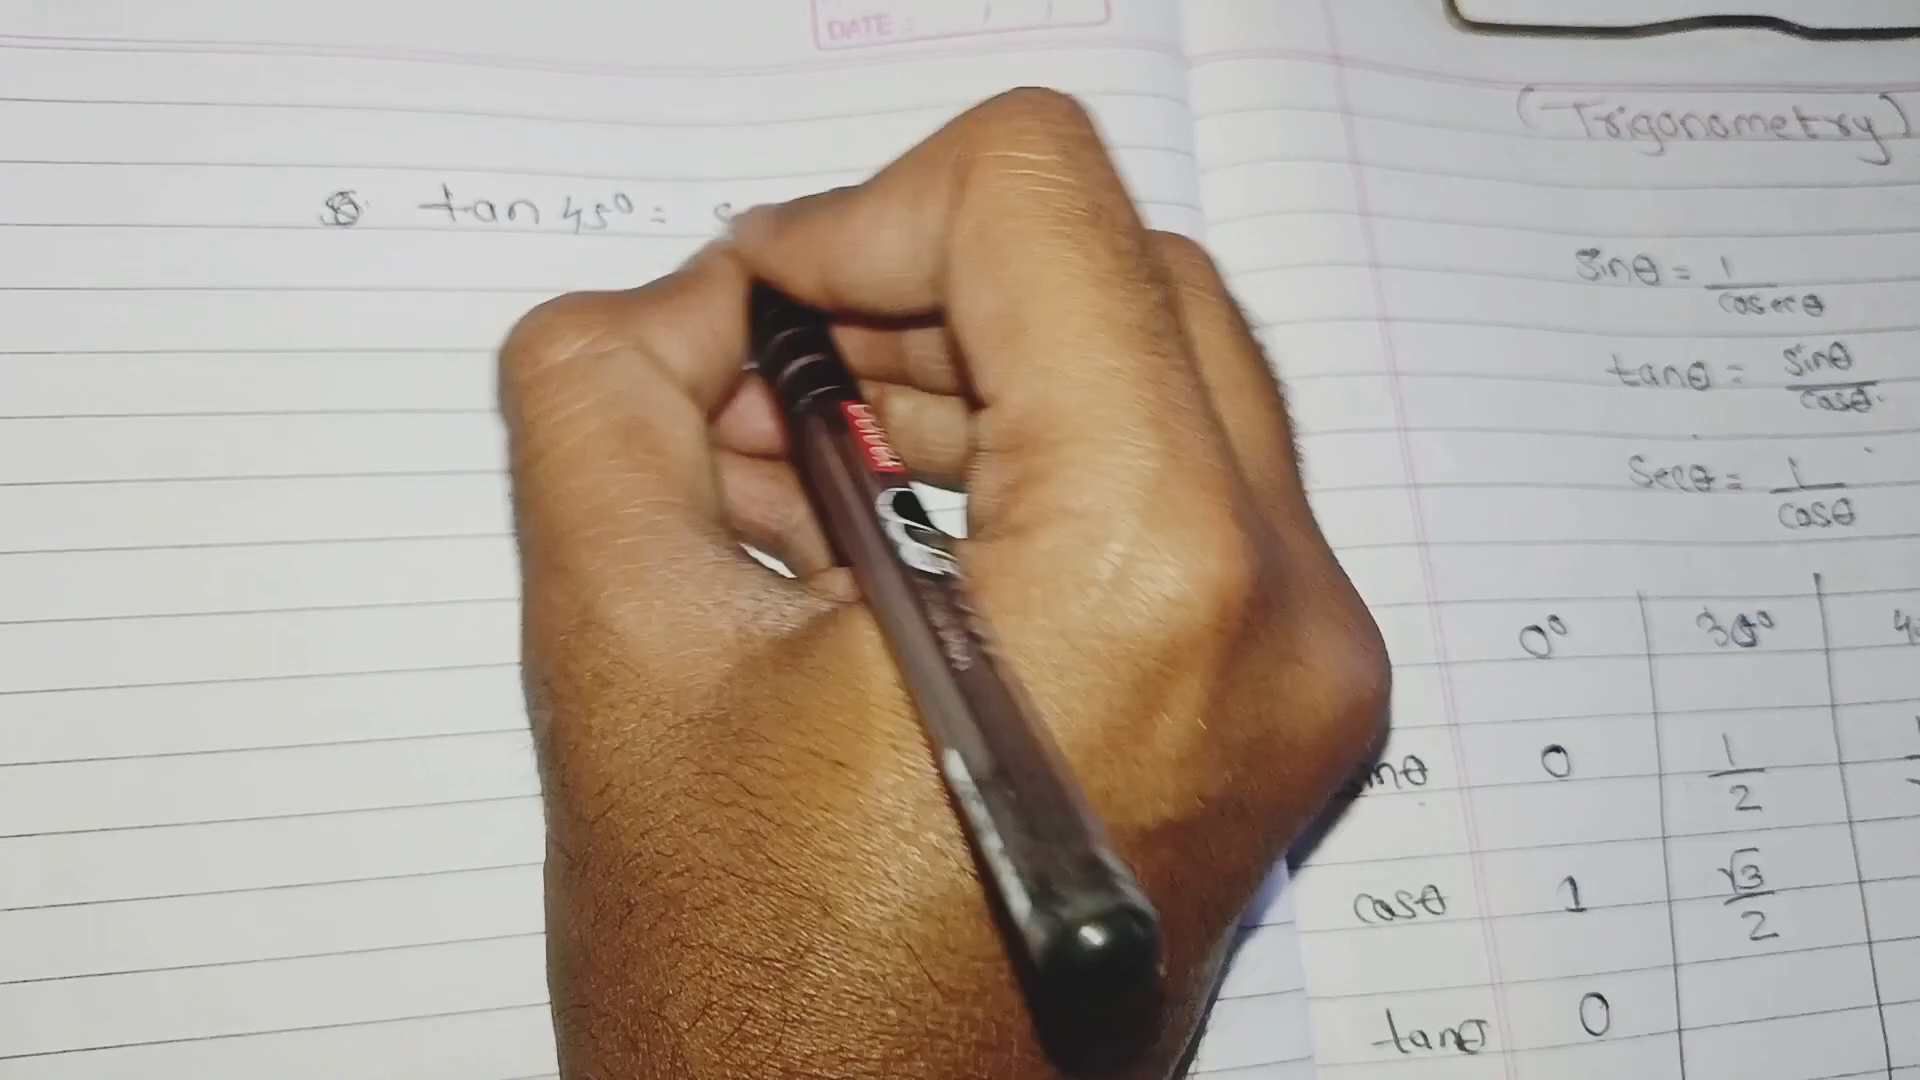 DATE :
tan 45° =
(Trigonometry)
sinθ = 1/cosecθ
tanθ = sinθ/cosθ.
Secθ = 1/cosθ
0° 30°
0 1/2
cosθ 1 √3/2
tanθ 0